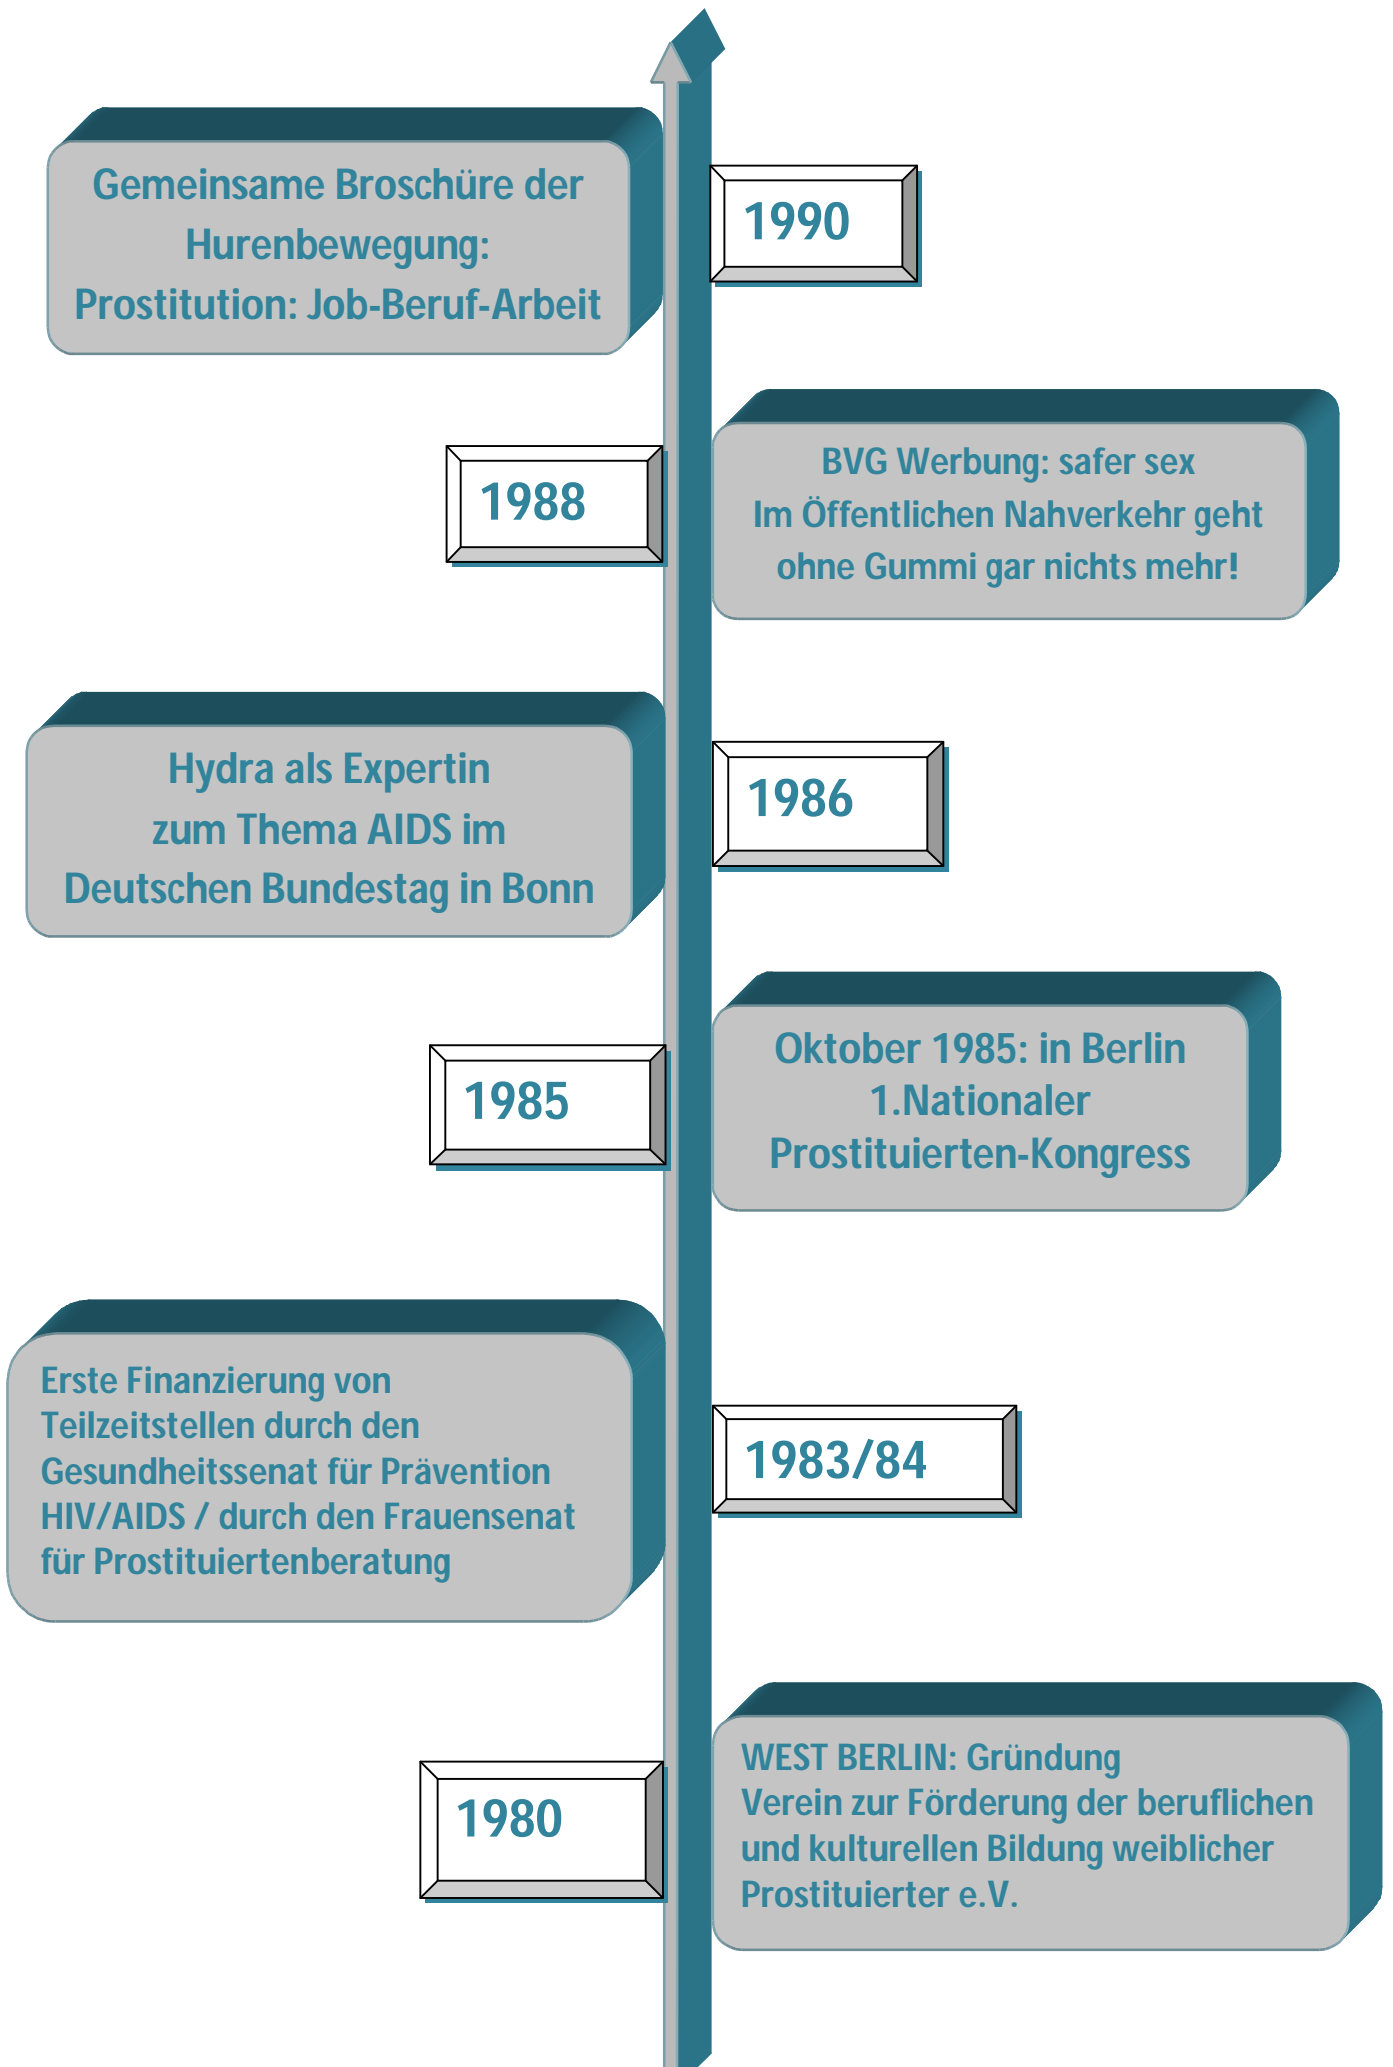 Gemeinsame Broschüre der
Hurenbewegung:
Prostitution: Job-Beruf-Arbeit
1990
BVG Werbung: safer sex
Im Öffentlichen Nahverkehr geht
ohne Gummi gar nichts mehr!
1988
Hydra als Expertin
zum Thema AIDS im
Deutschen Bundestag in Bonn
1986
Oktober 1985: in Berlin
1.Nationaler
Prostituierten-Kongress
1985
Erste Finanzierung von
Teilzeitstellen durch den
Gesundheitssenat für Prävention
HIV/AIDS / durch den Frauensenat
für Prostituiertenberatung
1983/84
WEST BERLIN: Gründung
Verein zur Förderung der beruflichen
und kulturellen Bildung weiblicher
Prostituierter e.V.
1980